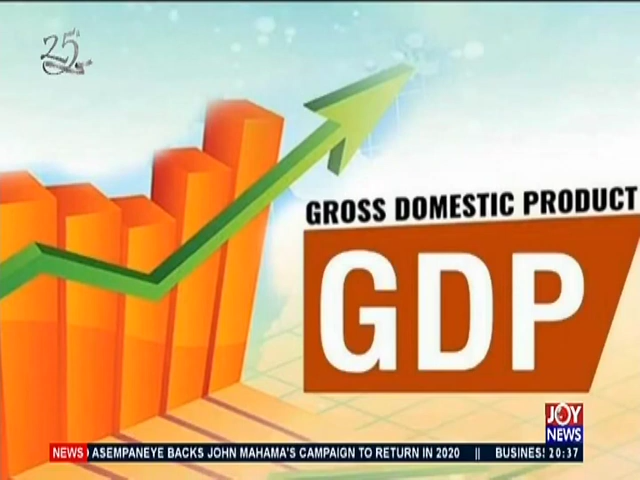 25
GROSS DOMESTIC PRODUCT
GDP
JOY
NEWS
NEWS
ASEMPANEYE BACKS JOHN MAHAMA'S CAMPAIGN TO RETURN IN 2020 || BUSINESS
20:37